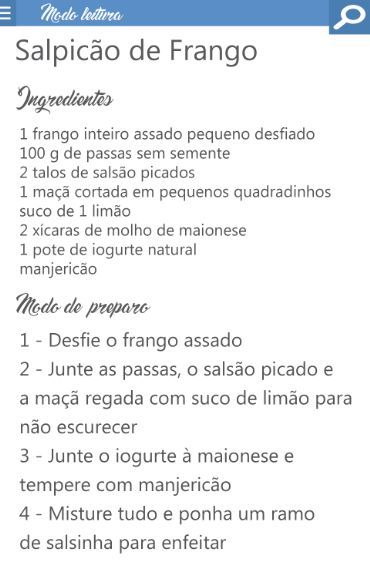 Modo leitura
Salpicão de Frango
Ingredientes
1 frango inteiro assado pequeno desfiado
100 g de passas sem semente
2 talos de salsão picados
1 maçã cortada em pequenos quadradinhos
suco de 1 limão
2 xícaras de molho de maionese
1 pote de iogurte natural
manjericão
Modo de preparo
1 - Desfie o frango assado
2 - Junte as passas, o salsão picado e
a maçã regada com suco de limão para
não escurecer
3 - Junte o iogurte à maionese e
tempere com manjericão
4 - Misture tudo e ponha um ramo
de salsinha para enfeitar